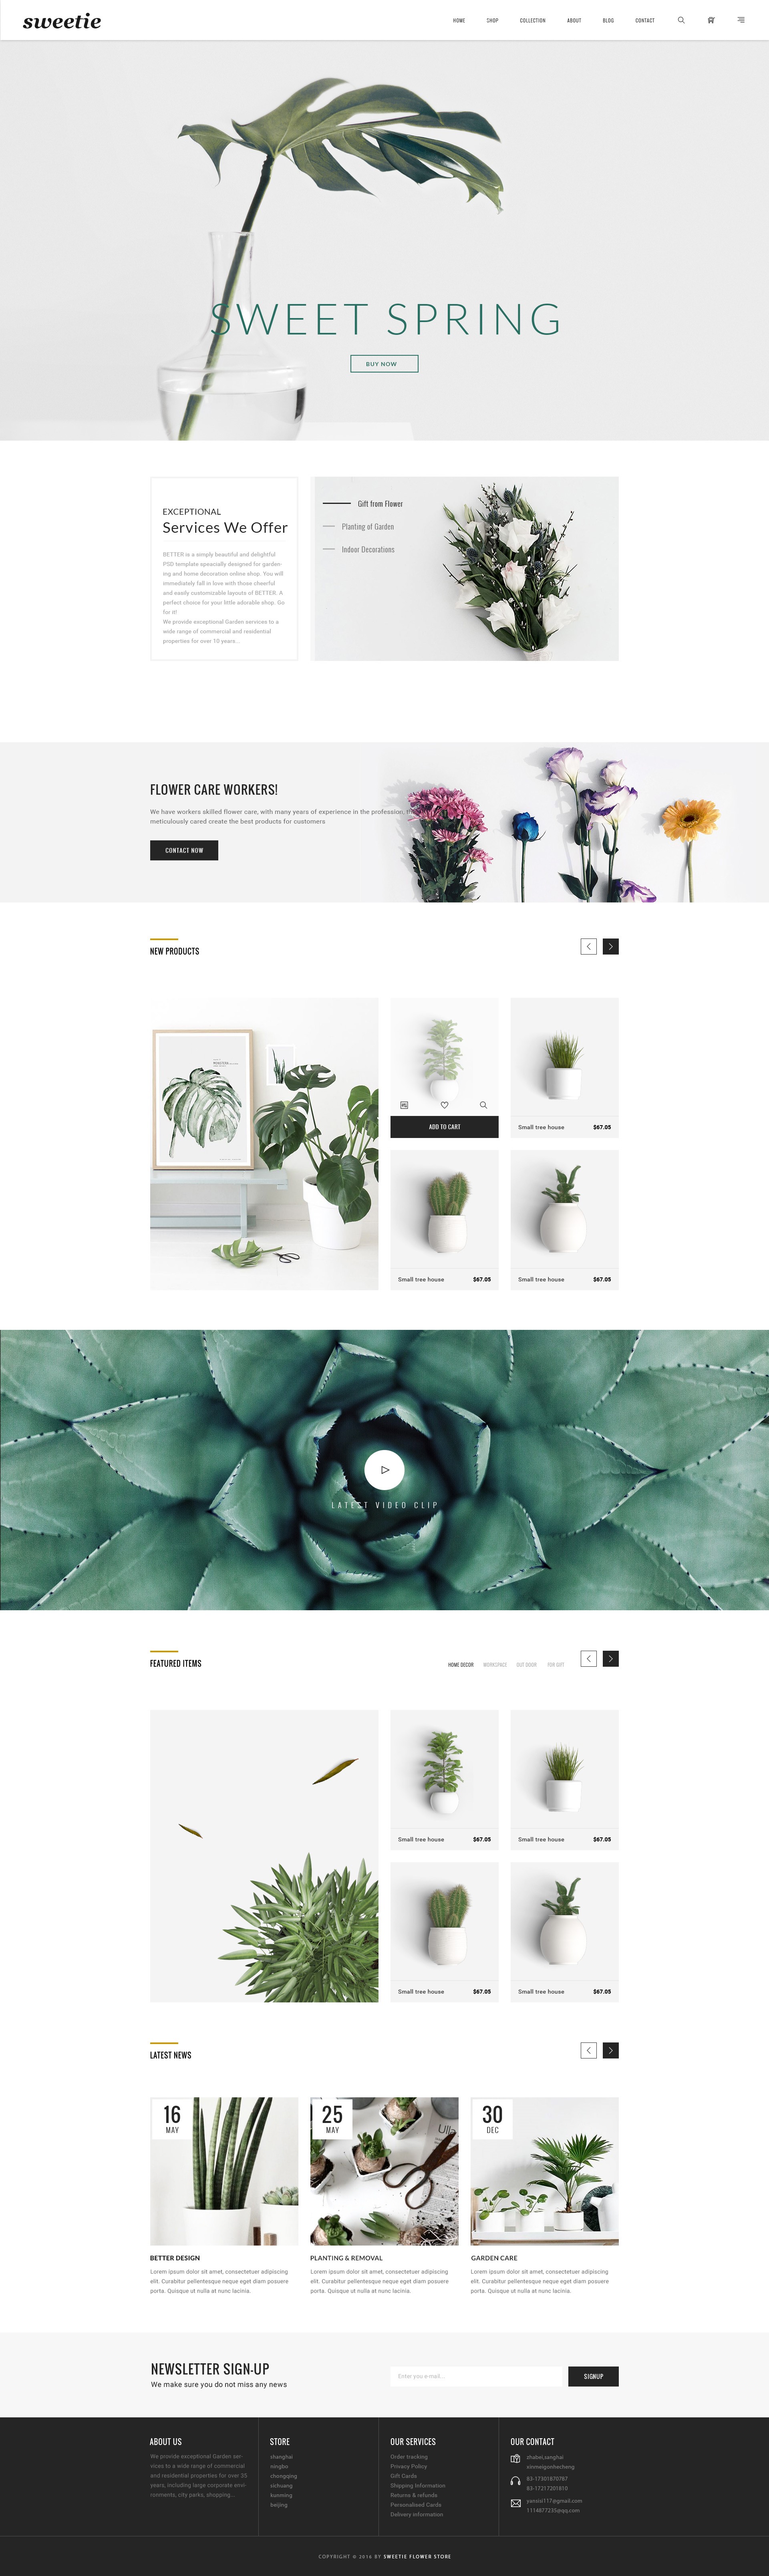 sweetie
HOME SHOP COLLECTION ABOUT BLOG CONTACT
SWEET SPRING
BUY NOW
EXCEPTIONAL
Services We Offer
BETTER is a simply beautiful and delightful
PSD template speazially designed for garden-
ing and home decoration online shop. You will
immediately fall in love with those cheerful
and easily customizable layouts of BETTER. A
perfect choice for your little adorable shop. Go
for it!
We provide exceptional Garden services to a
wide range of commercial and residential
properties for over 10 years...
Gift from Flower
Planting of Garden
Indoor Decorations
FLOWER CARE WORKERS!
We have workers skilled flower care, with many years of experience in the profession.
meticulously cared create the best products for customers
CONTACT NOW
NEW PRODUCTS
ADD TO CART
Small tree house $67.05
Small tree house $67.05
Small tree house $67.05
LATEST VIDEO CLIP
FEATURED ITEMS
HOME DECOR WORKSPACE OUT DOOR FOR GIFT
Small tree house $67.05
Small tree house $67.05
Small tree house $67.05
Small tree house $67.05
LATEST NEWS
16
MAY
25
MAY
30
DEC
BETTER DESIGN
Lorem ipsum dolor sit amet, consectetuer adipiscing
elit. Curabitur pellentesque neque eget diam posuere
porta. Quisque ut nulla at nunc lacinia.
PLANTING & REMOVAL
Lorem ipsum dolor sit amet, consectetuer adipiscing
elit. Curabitur pellentesque neque eget diam posuere
porta. Quisque ut nulla at nunc lacinia.
GARDEN CARE
Lorem ipsum dolor sit amet, consectetuer adipiscing
elit. Curabitur pellentesque neque eget diam posuere
porta. Quisque ut nulla at nunc lacinia.
NEWSLETTER SIGN-UP
We make sure you do not miss any news
Enter you e-mail...
SIGNUP
ABOUT US
We provide exceptional Garden ser-
vices to a wide range of commercial
and residential properties for over 35
years, including large corporate envi-
ronments, city parks, shopping...
STORE
shanghai
ningbo
chongqing
sichuang
kunming
beijing
OUR SERVICES
Order tracking
Privacy Policy
Gift Cards
Shipping Information
Returns & refunds
Personalised Cards
Delivery information
OUR CONTACT
zhabei,sanghai
xinmeigonhecheng
83-17301870787
83-17217201810
yanxixi117@gmail.com
1114877235@qq.com
COPYRIGHT © 2016 BY SWEETIE FLOWER STORE